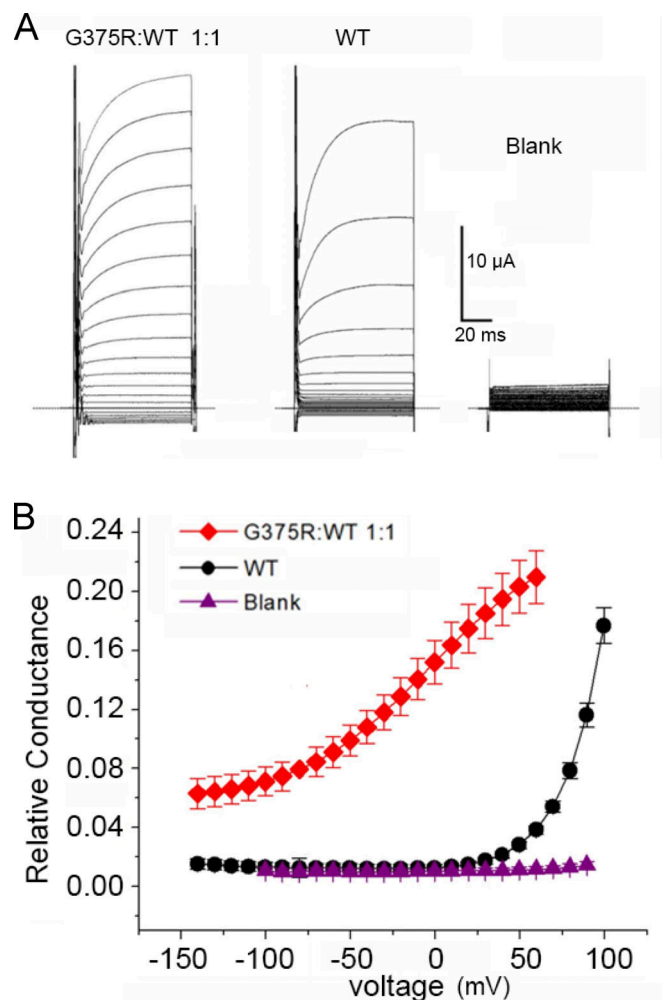 A
G375R:WT 1:1
WT
Blank
10 µA
20 ms
B
G375R:WT 1:1
WT
Blank
0.24
0.20
0.16
0.12
0.08
0.04
0.00
Relative Conductance
-150 -100 -50 0 50 100
voltage (mV)